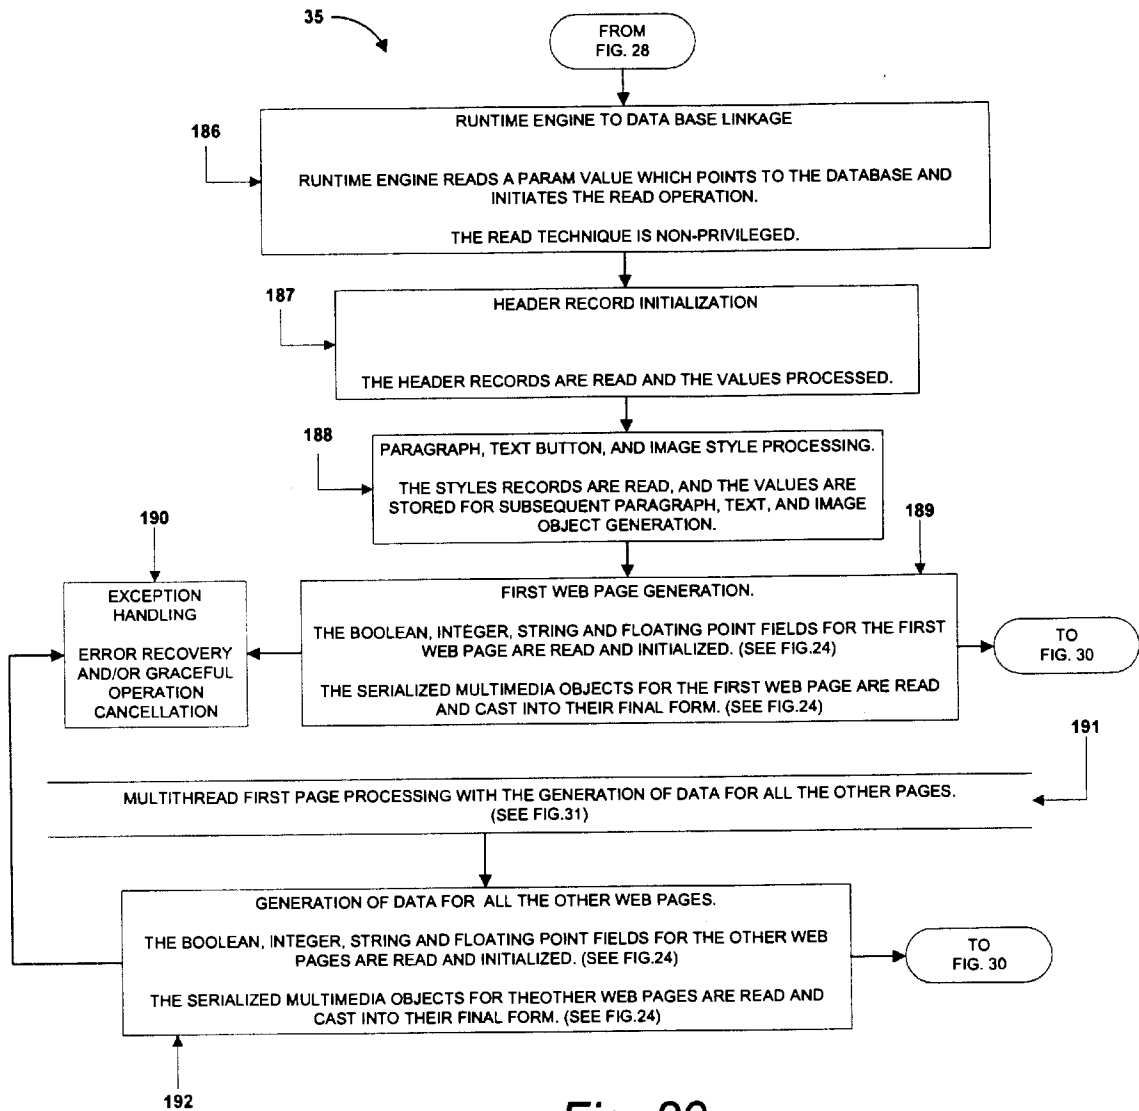 35
FROM
FIG. 28
186
RUNTIME ENGINE TO DATA BASE LINKAGE
RUNTIME ENGINE READS A PARAM VALUE WHICH POINTS TO THE DATABASE AND
INITIATES THE READ OPERATION.
THE READ TECHNIQUE IS NON-PRIVILEGED.
187
HEADER RECORD INITIALIZATION
THE HEADER RECORDS ARE READ AND THE VALUES PROCESSED.
188
PARAGRAPH, TEXT BUTTON, AND IMAGE STYLE PROCESSING.
THE STYLES RECORDS ARE READ, AND THE VALUES ARE
STORED FOR SUBSEQUENT PARAGRAPH, TEXT, AND IMAGE
OBJECT GENERATION.
190
189
EXCEPTION
HANDLING
ERROR RECOVERY
AND/OR GRACEFUL
OPERATION
CANCELLATION
FIRST WEB PAGE GENERATION.
THE BOOLEAN, INTEGER, STRING AND FLOATING POINT FIELDS FOR THE FIRST
WEB PAGE ARE READ AND INITIALIZED. (SEE FIG.24)
THE SERIALIZED MULTIMEDIA OBJECTS FOR THE FIRST WEB PAGE ARE READ
AND CAST INTO THEIR FINAL FORM. (SEE FIG.24)
TO
FIG. 30
191
MULTITHREAD FIRST PAGE PROCESSING WITH THE GENERATION OF DATA FOR ALL THE OTHER PAGES.
(SEE FIG.31)
GENERATION OF DATA FOR ALL THE OTHER WEB PAGES.
THE BOOLEAN, INTEGER, STRING AND FLOATING POINT FIELDS FOR THE OTHER WEB
PAGES ARE READ AND INITIALIZED. (SEE FIG.24)
THE SERIALIZED MULTIMEDIA OBJECTS FOR THEOTHER WEB PAGES ARE READ AND
CAST INTO THEIR FINAL FORM. (SEE FIG.24)
TO
FIG. 30
192